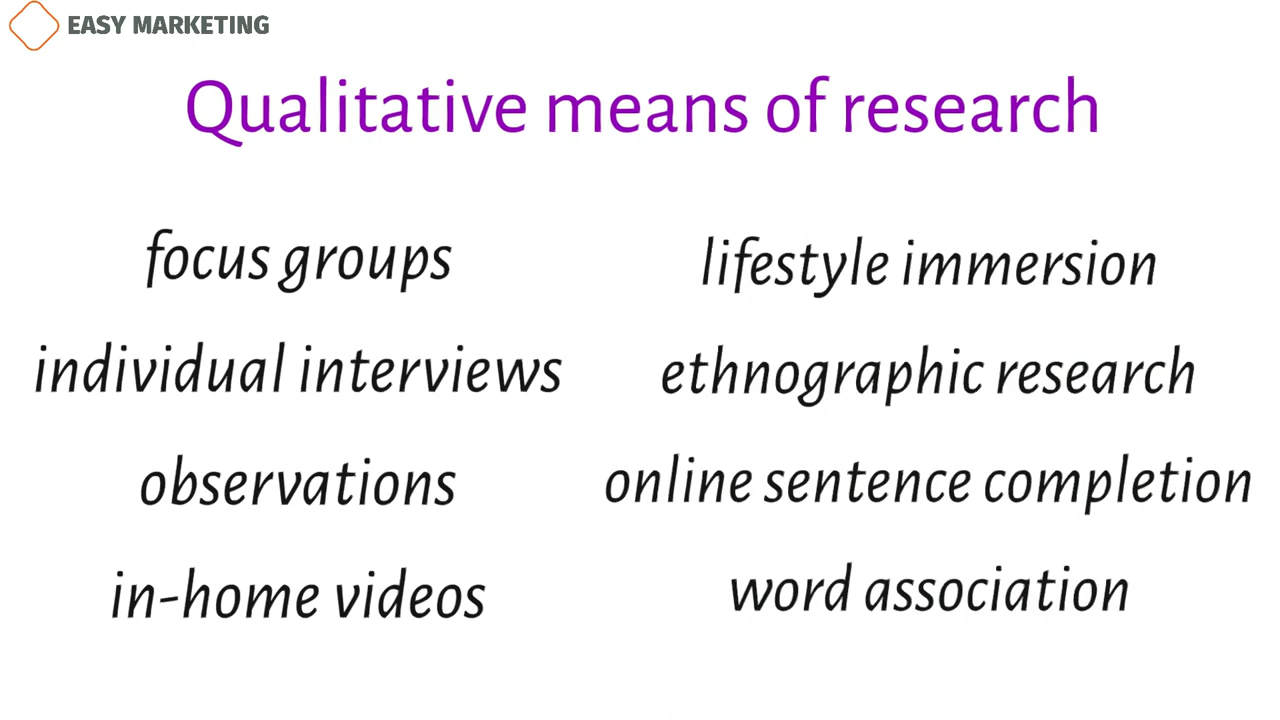 EASY MARKETING
Qualitative means of research
focus groups
individual interviews
observations
in-home videos
lifestyle immersion
ethnographic research
online sentence completion
word association